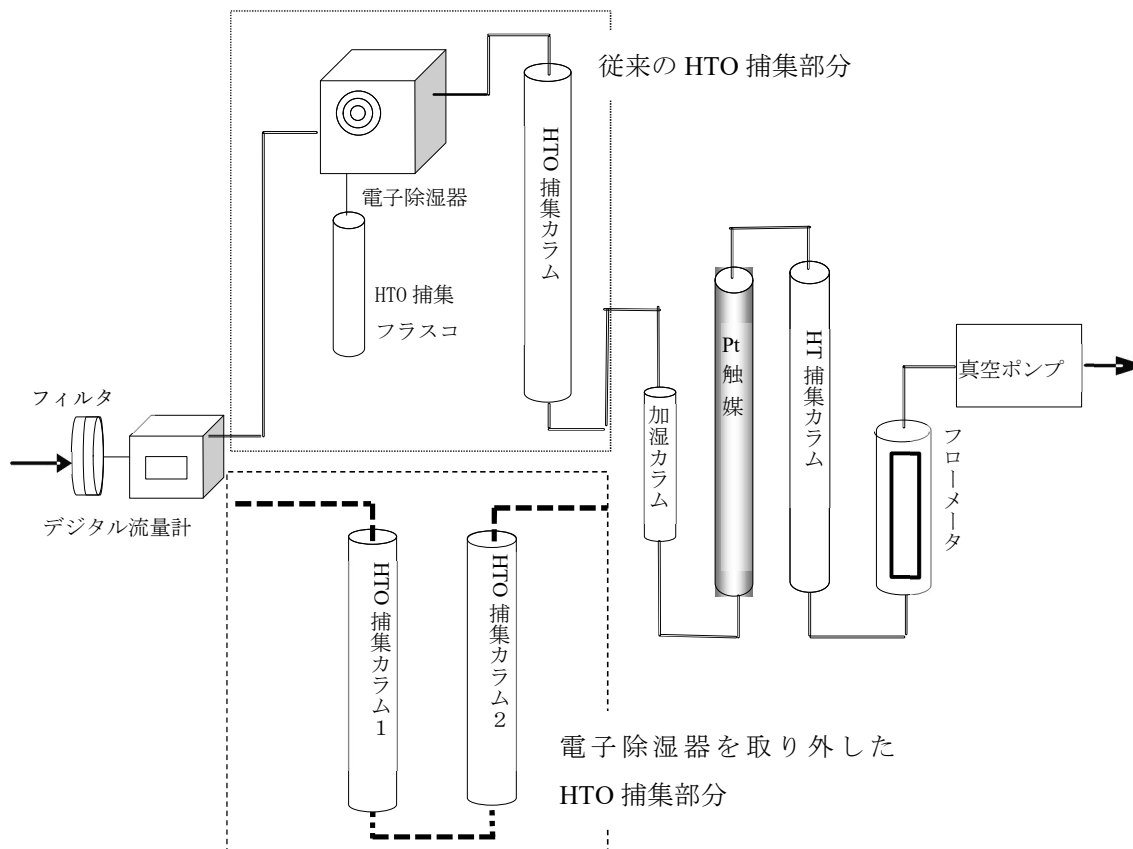 従来の HTO 捕集部分
HTO 捕集カラム
電子除湿器
HTO 捕集
フラスコ
Pt
触媒
HT 捕集カラム
真空ポンプ
フィルタ
加湿カラム
フローメータ
デジタル流量計
HTO 捕集カラム1
HTO 捕集カラム2
電子除湿器を取り外した
HTO 捕集部分